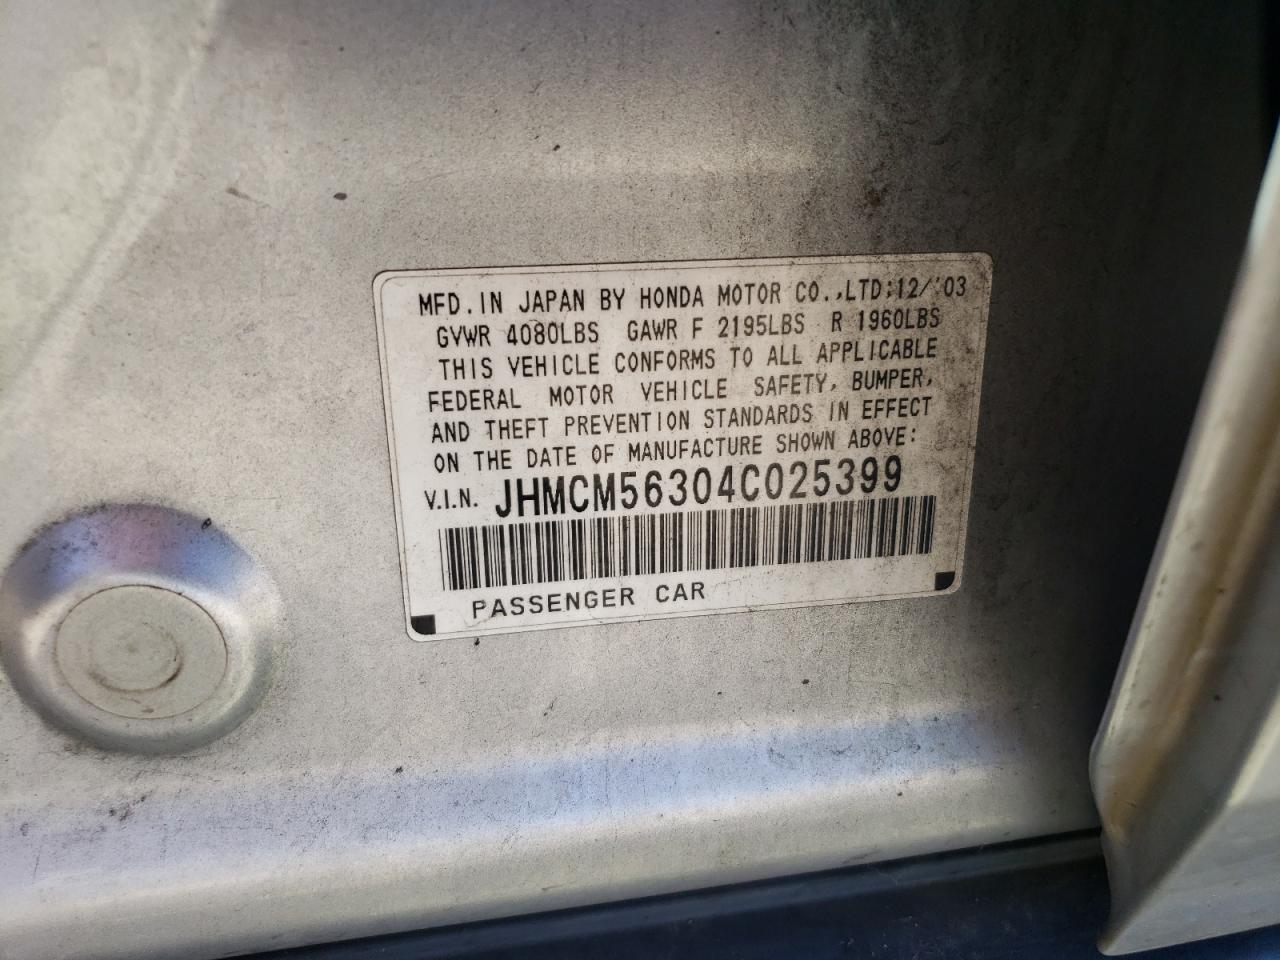 MFD. IN JAPAN BY HONDA MOTOR CO.,LTD:12/'03
GVWR 4080LBS GAWR F 2195LBS R 1960LBS
THIS VEHICLE CONFORMS TO ALL APPLICABLE
FEDERAL MOTOR VEHICLE SAFETY, BUMPER,
AND THEFT PREVENTION STANDARDS IN EFFECT
ON THE DATE OF MANUFACTURE SHOWN ABOVE:
V.I.N. JHMCM56304C025399
PASSENGER CAR